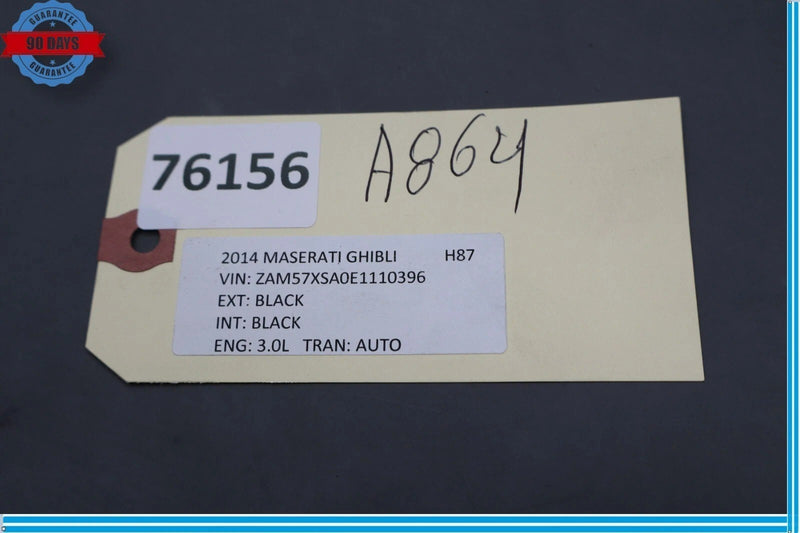 GUARANTEE
90 DAYS
GUARANTEE
76156
A864
2014 MASERATI GHIBLI H87
VIN: ZAM57XSA0E1110396
EXT: BLACK
INT: BLACK
ENG: 3.0L TRAN: AUTO